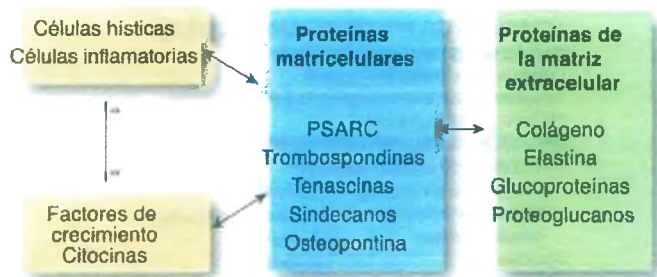 Células hísticas
Células inflamatorias
Factores de
crecimiento
Citocinas
Proteínas
matricelulares
PSARC
Trombospondinas
Tenascinas
Sindecanos
Osteopontina
Proteínas de
la matriz
extracelular
Colágeno
Elastina
Glucoproteínas
Proteoglucanos